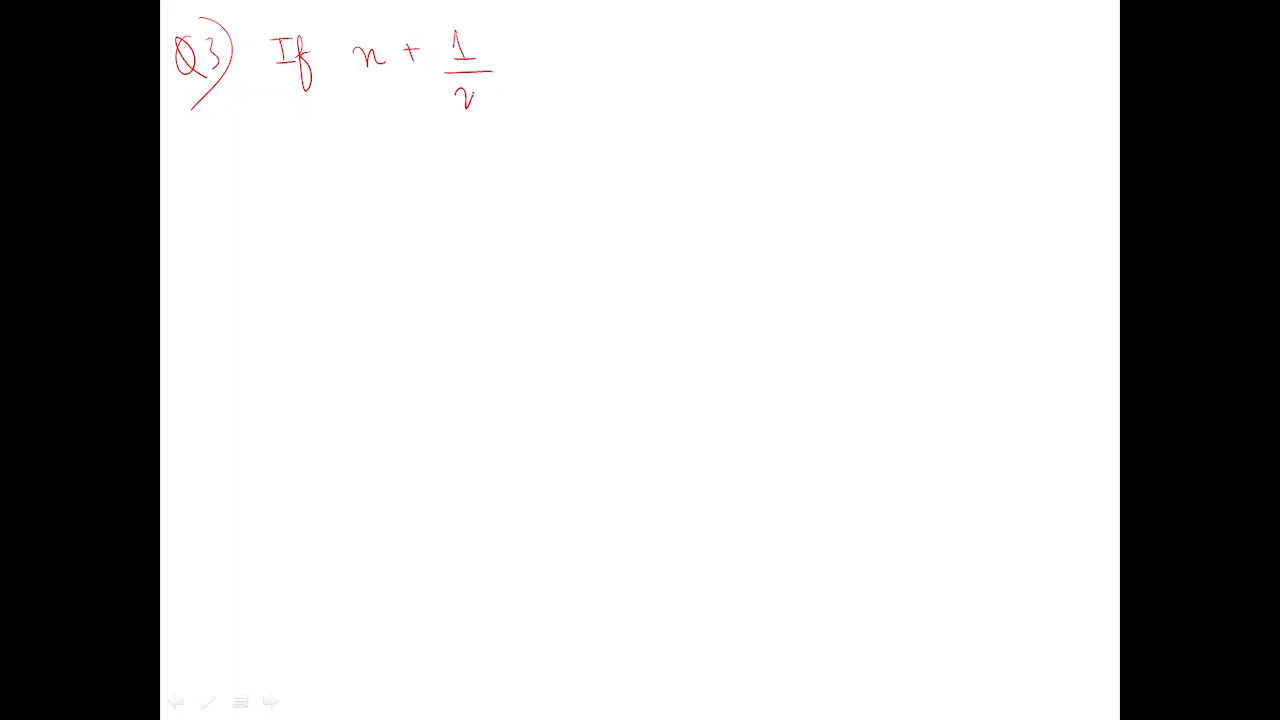 Q3) If x + 1/x